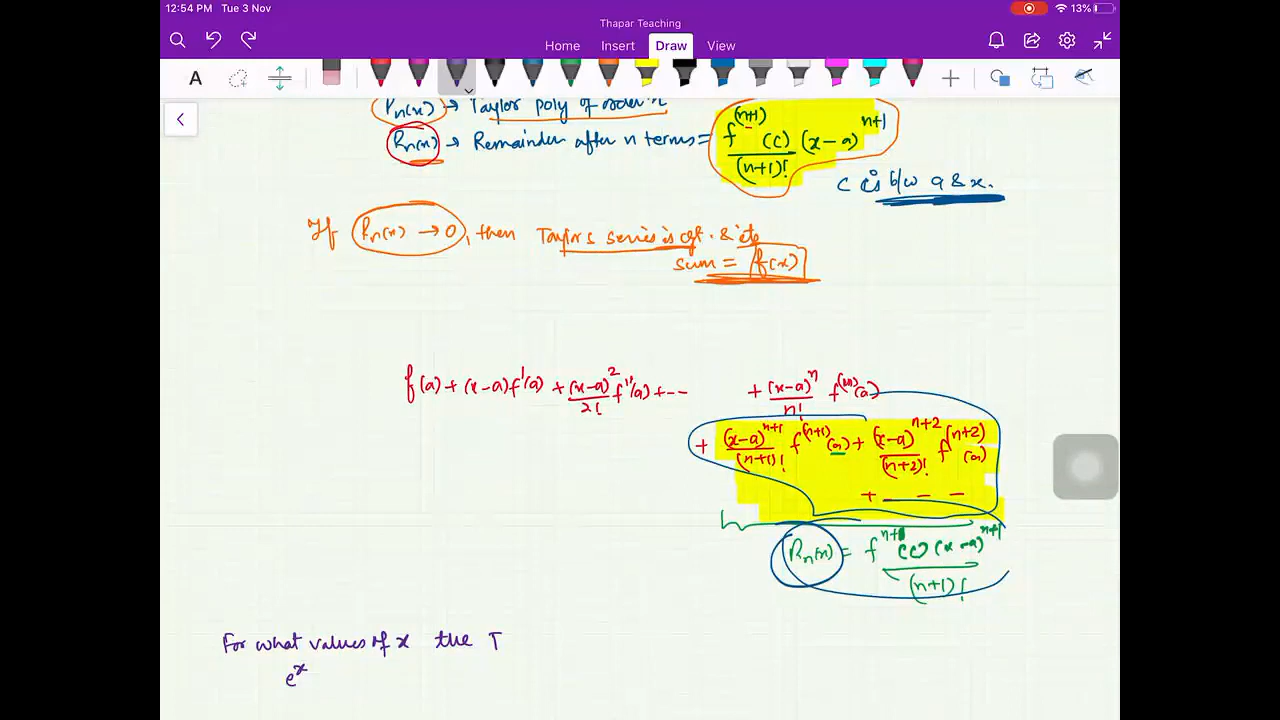 12:54 PM Tue 3 Nov
13%
Thapar Teaching
Home Insert Draw View
A
Pn(x) → Taylor poly of order n
Rn(x) → Remainder after n terms = f^(n+1)(c)/(n+1)! (x-a)^n+1
c is b/w a & x.
If Rn(x) → 0, then Taylors series is cgt. & its
sum = f(x)
f(a) + (x-a)f'(a) + (x-a)^2/2! f''(a) + -- + (x-a)^n/n! f^(n)(a)
+ (x-a)^n+1/(n+1)! f^(n+1)(a) + (x-a)^n+2/(n+2)! f^(n+2)(a)
+ - - -
Rn(x) = f^n+1(c)(x-a)^n+1/(n+1)!
For what values of x the T
e^x